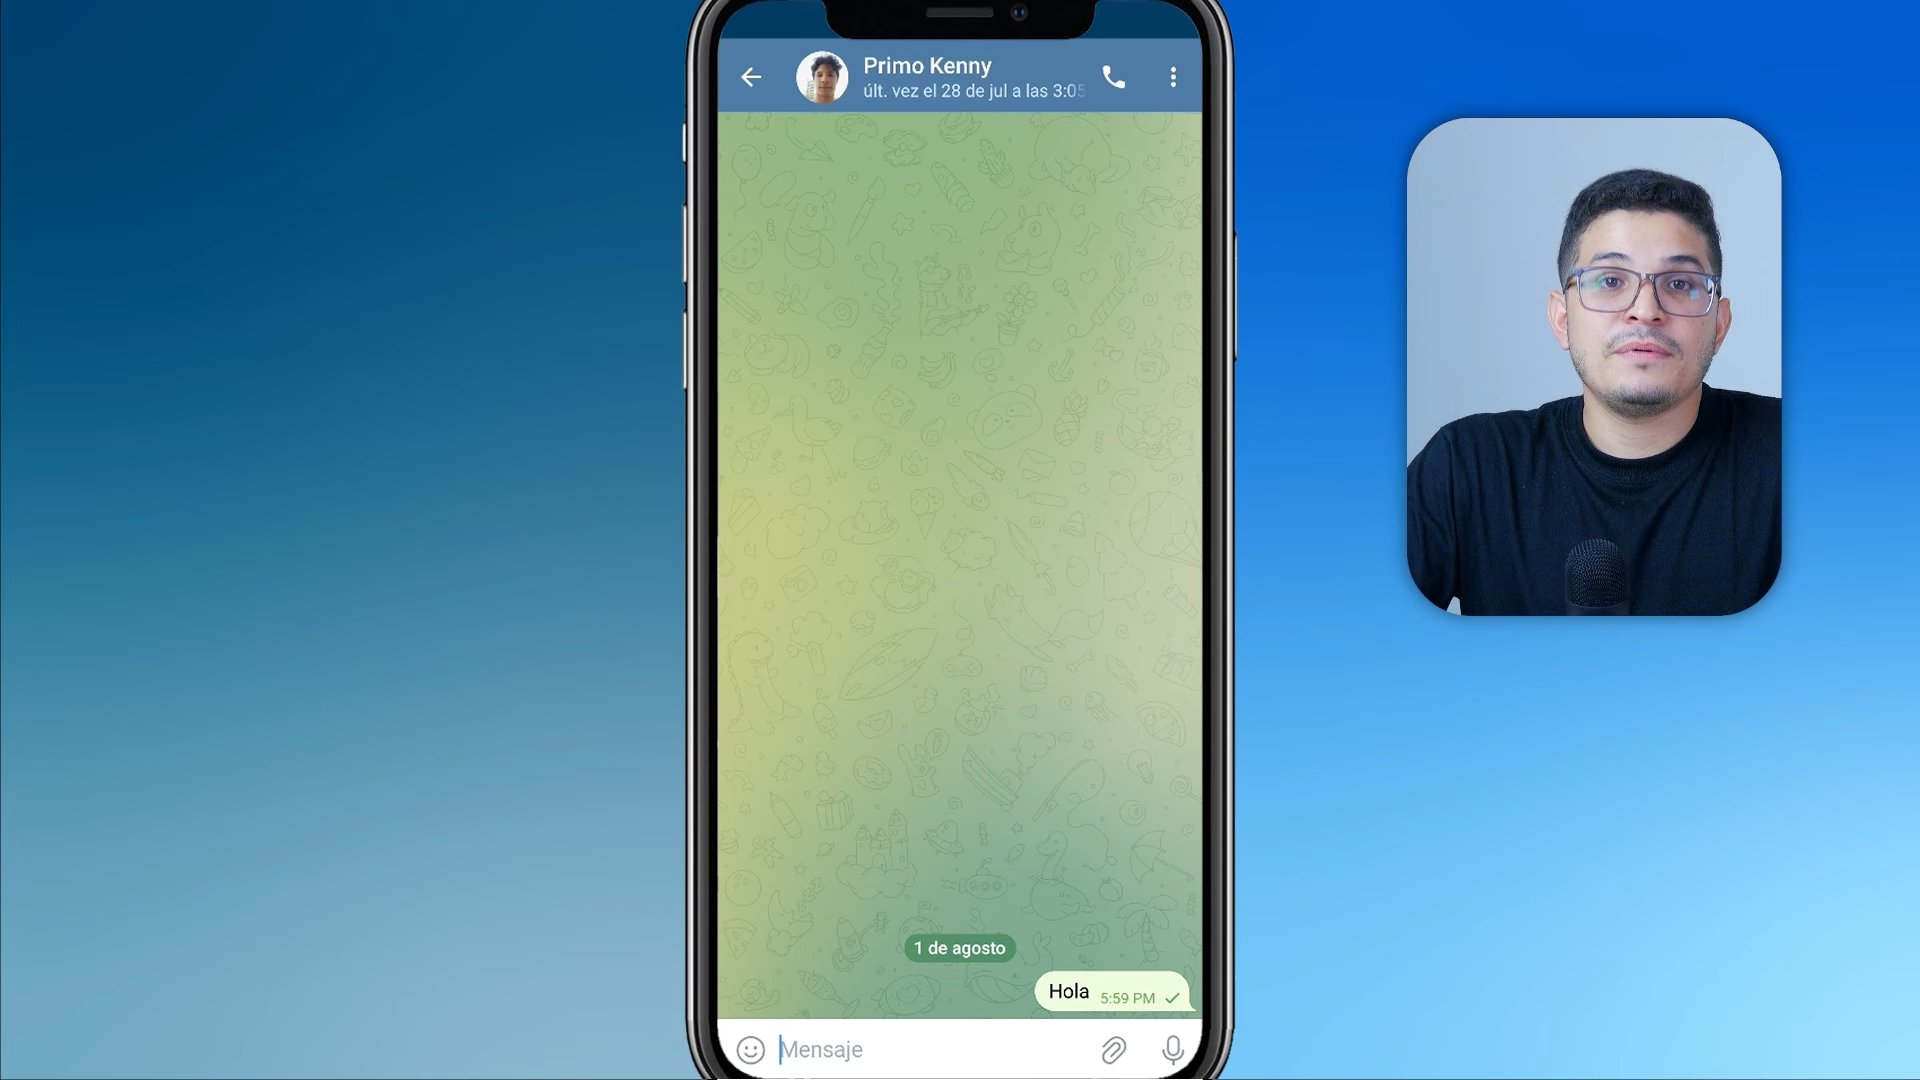 Primo Kenny
últ. vez el 28 de jul a las 3:05
1 de agosto
Hola 5:59 PM
Mensaje